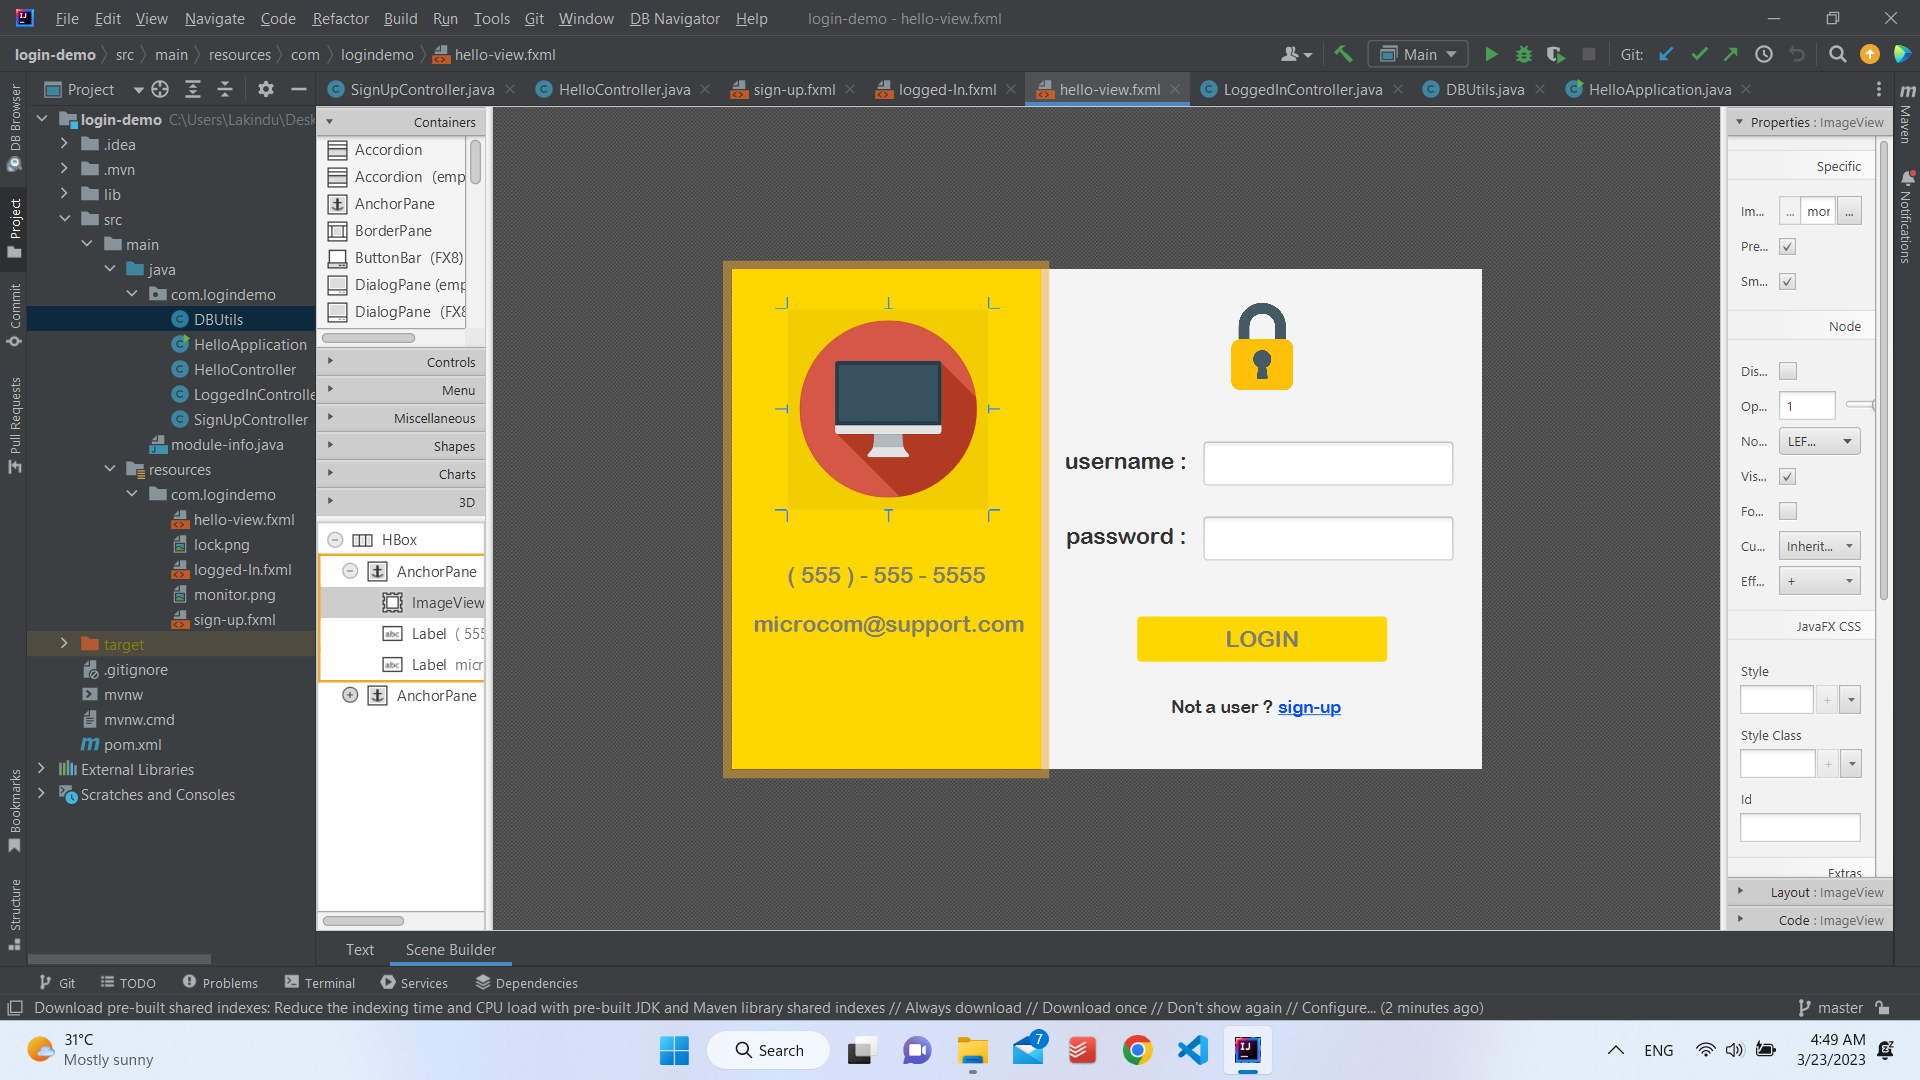 File Edit View Navigate Code Refactor Build Run Tools Git Window DB Navigator Help login-demo - hello-view.fxml
login-demo src main resources com logindemo hello-view.fxml Main Git:
Project SignUpController.java HelloController.java sign-up.fxml logged-In.fxml hello-view.fxml LoggedInController.java DBUtils.java HelloApplication.java
DB Browser
Project
Commit
Pull Requests
Bookmarks
Structure
login-demo C:\Users\Lakindu\Desk
.idea
.mvn
lib
src
main
java
com.logindemo
DBUtils
HelloApplication
HelloController
LoggedInControlle
SignUpController
module-info.java
resources
com.logindemo
hello-view.fxml
lock.png
logged-In.fxml
monitor.png
sign-up.fxml
target
.gitignore
mvnw
mvnw.cmd
pom.xml
External Libraries
Scratches and Consoles
Containers
Accordion
Accordion (emp
AnchorPane
BorderPane
ButtonBar (FX8)
DialogPane (emp
DialogPane (FX8
Controls
Menu
Miscellaneous
Shapes
Charts
3D
HBox
AnchorPane
ImageView
Label ( 555
Label micr
AnchorPane
( 555 ) - 555 - 5555
microcom@support.com
username :
password :
LOGIN
Not a user ? sign-up
Properties : ImageView
Specific
Im... ... mor ...
Pre...
Sm...
Node
Dis...
Op... 1
No... LEF...
Vis...
Fo...
Cu... Inherit...
Eff... +
JavaFX CSS
Style
+
Style Class
+
Id
Extras
Layout : ImageView
Code : ImageView
Maven
Notifications
Text Scene Builder
Git TODO Problems Terminal Services Dependencies
Download pre-built shared indexes: Reduce the indexing time and CPU load with pre-built JDK and Maven library shared indexes // Always download // Download once // Don't show again // Configure... (2 minutes ago) master
31°C
Mostly sunny
Search
7
ENG
4:49 AM
3/23/2023